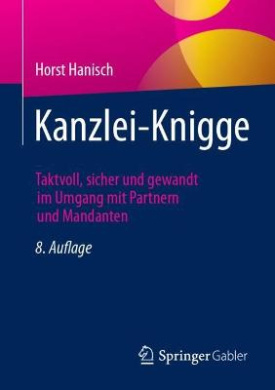 Horst Hanisch
Kanzlei-Knigge
Taktvoll, sicher und gewandt
im Umgang mit Partnern
und Mandanten
8. Auflage
Springer Gabler